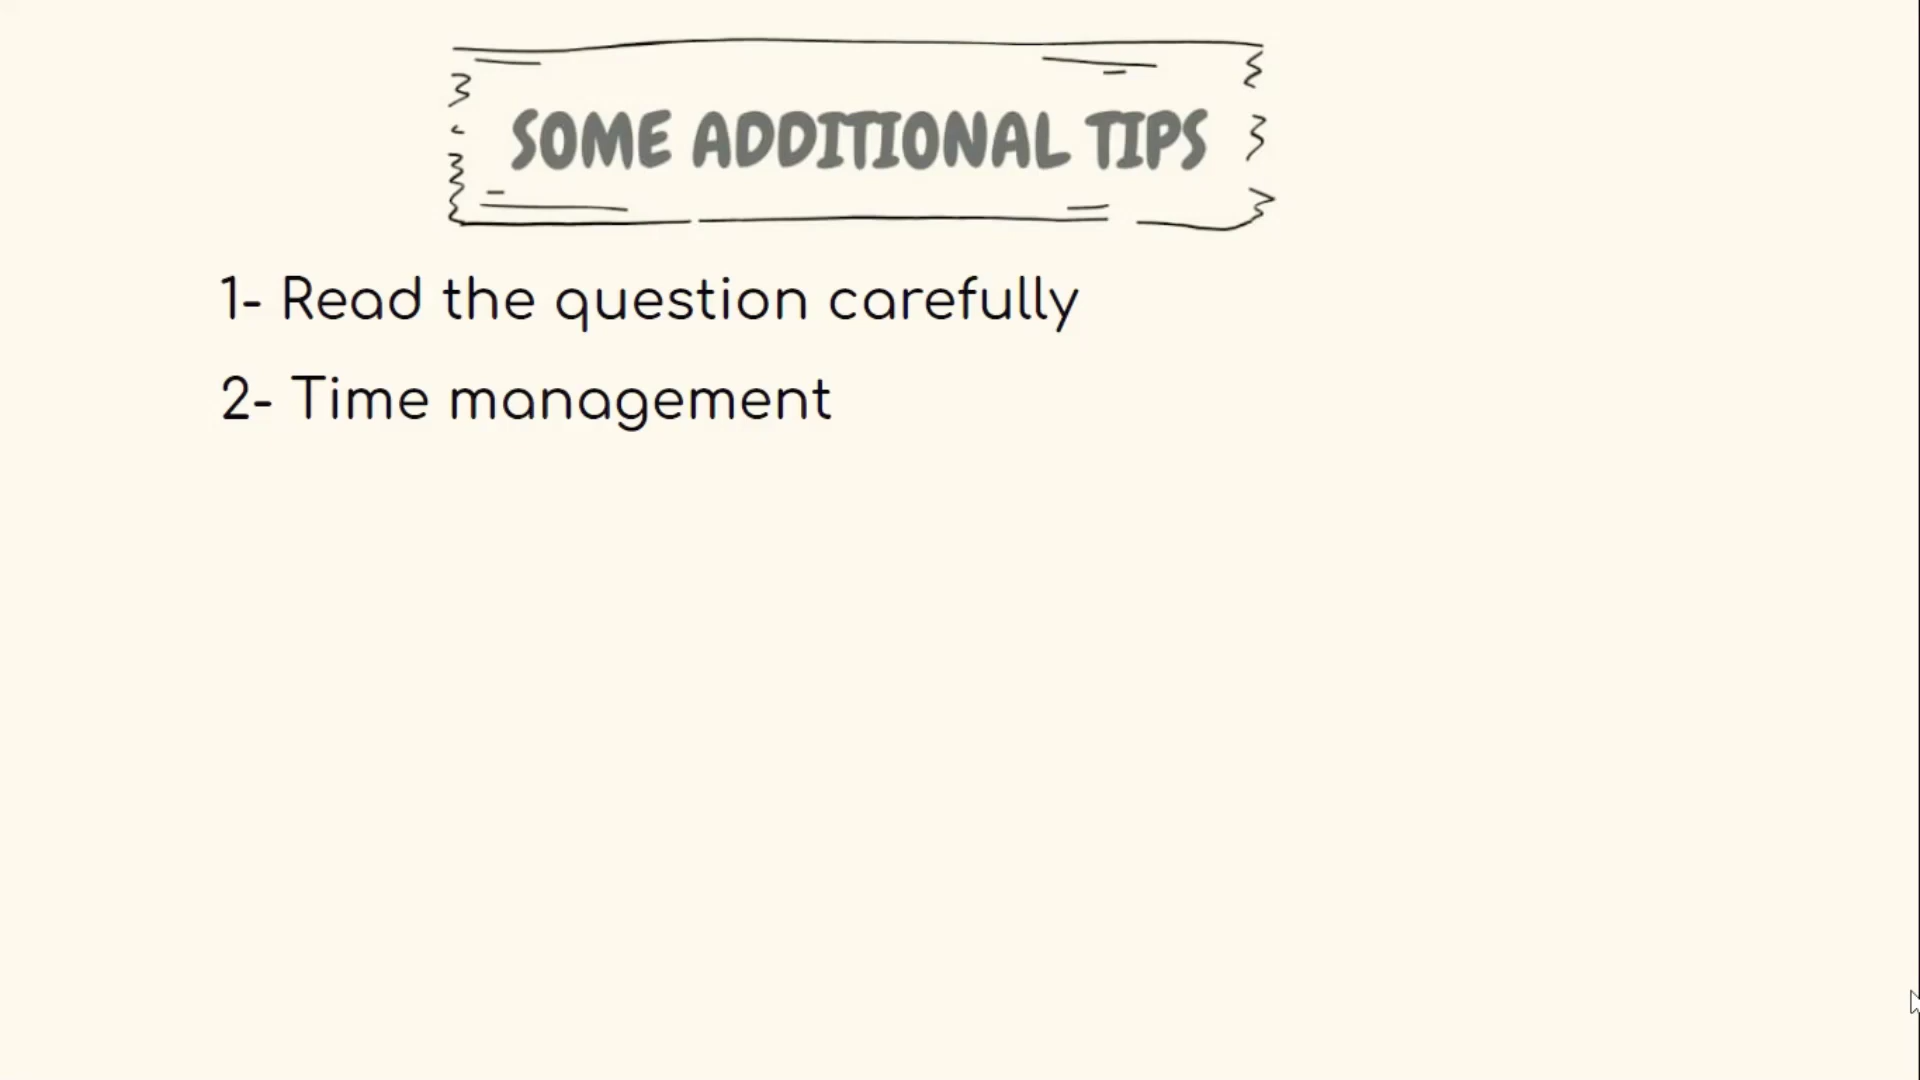 SOME ADDITIONAL TIPS
1- Read the question carefully
2- Time management